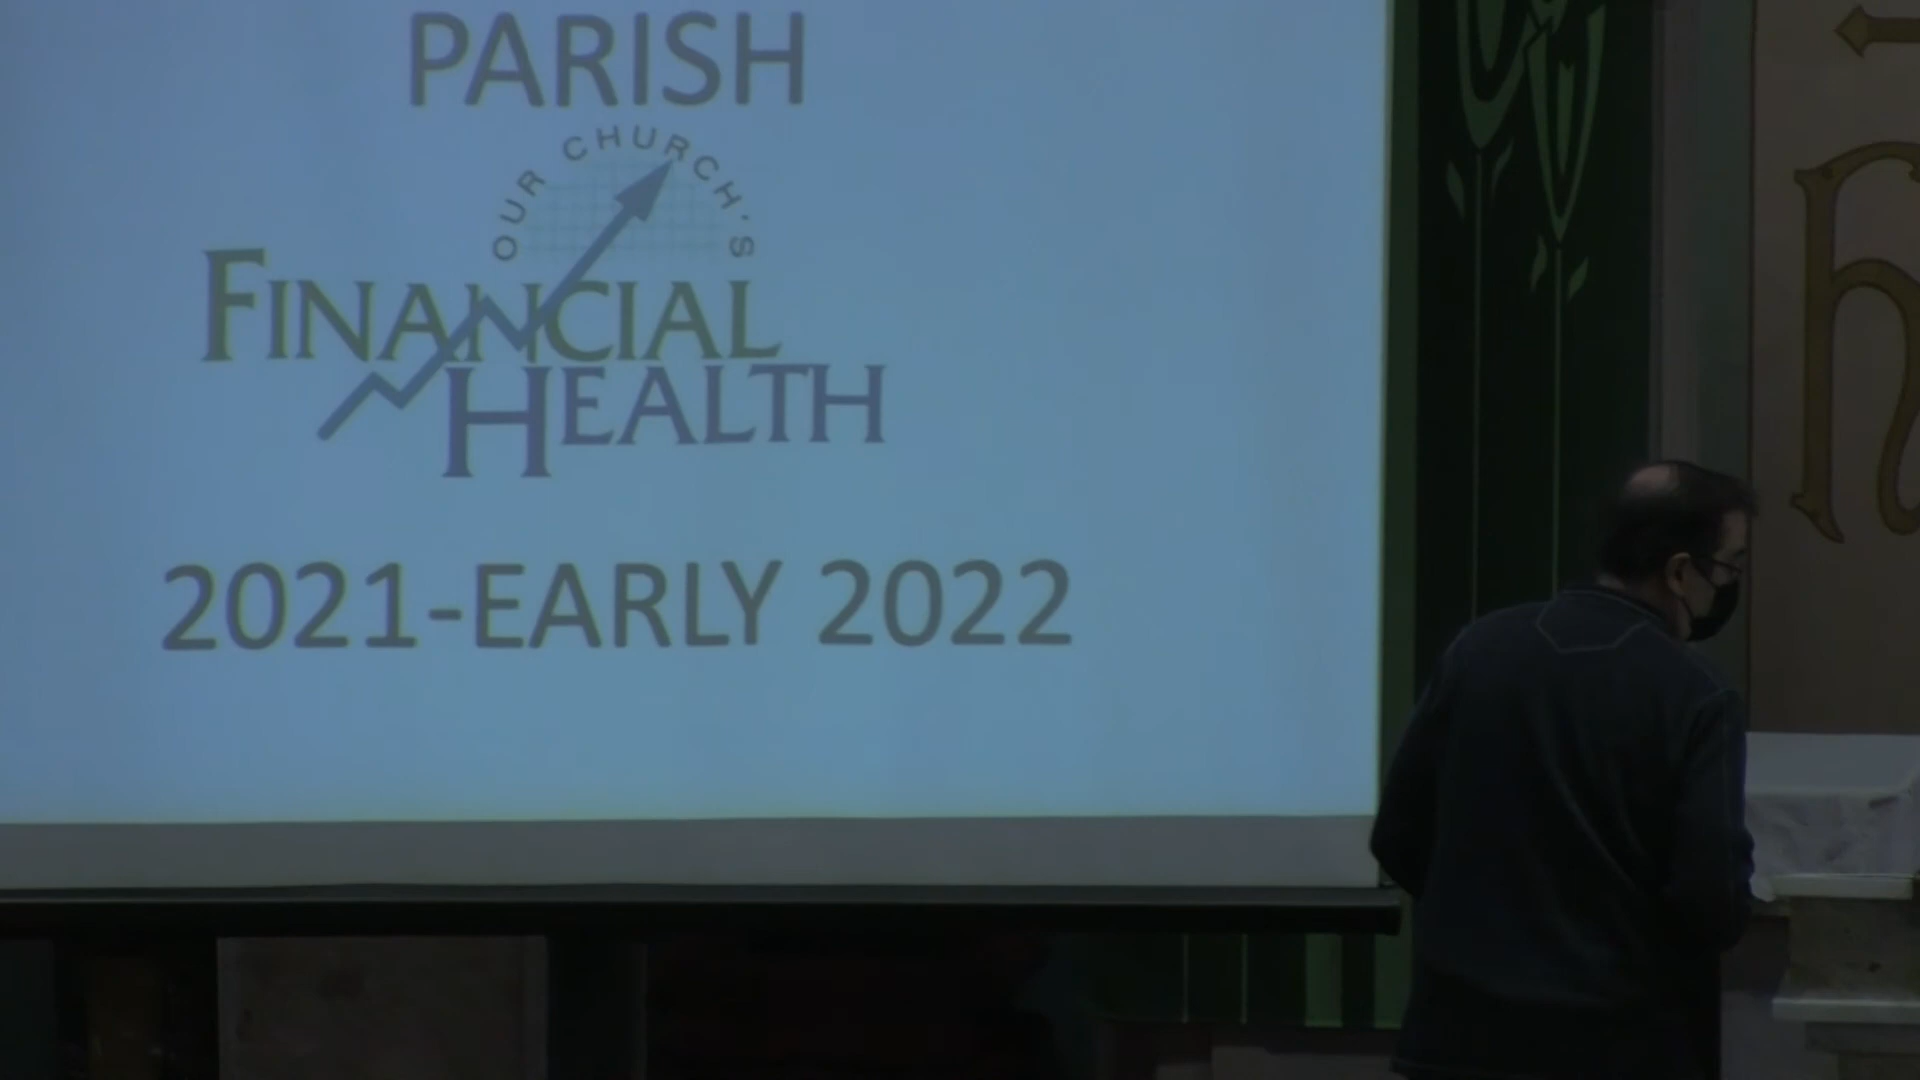 PARISH
OUR CHURCH'S
FINANCIAL
HEALTH
2021-EARLY 2022
h